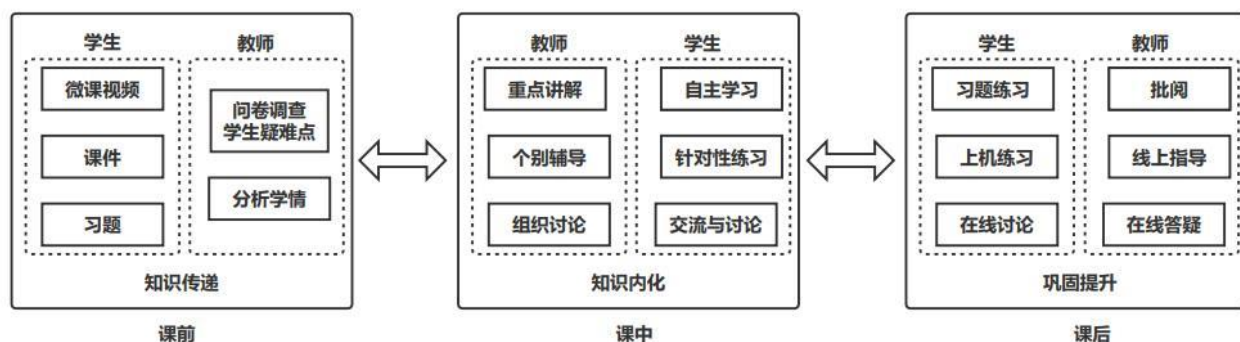 学生
教师
微课视频
课件
习题
问卷调查
学生疑难点
分析学情
知识传递
课前
教师
学生
重点讲解
个别辅导
组织讨论
自主学习
针对性练习
交流与讨论
知识内化
课中
学生
教师
习题练习
上机练习
在线讨论
批阅
线上指导
在线答疑
巩固提升
课后